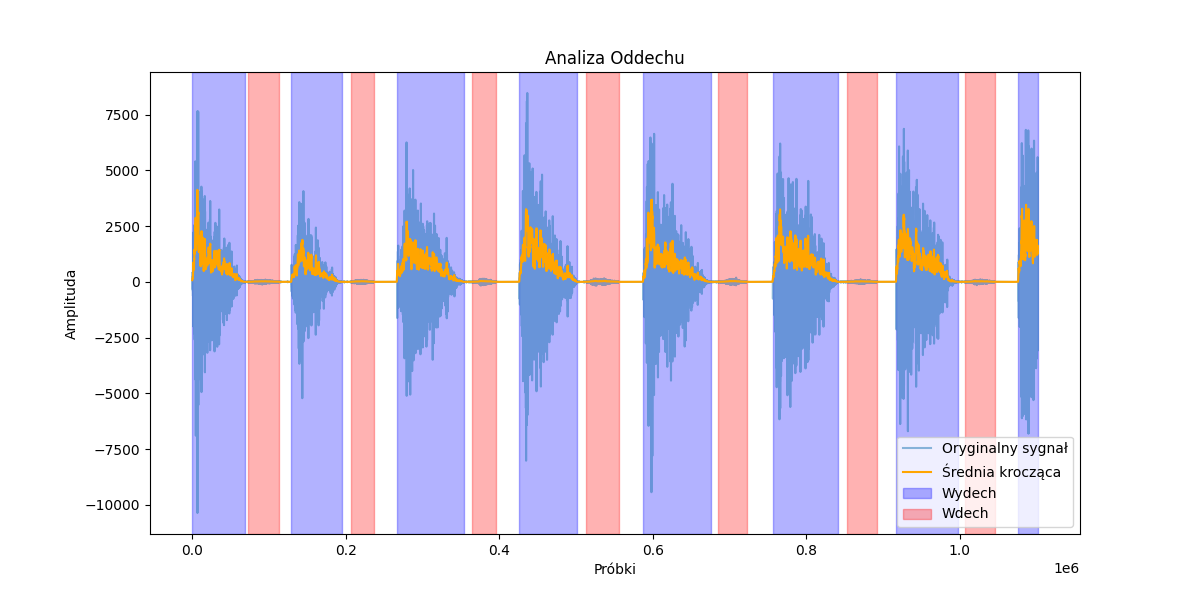 Analiza Oddechu
Amplituda
7500
5000
2500
0
−2500
−5000
−7500
−10000
0.0 0.2 0.4 0.6 0.8 1.0
1e6
Próbki
Oryginalny sygnał
Średnia krocząca
Wydech
Wdech